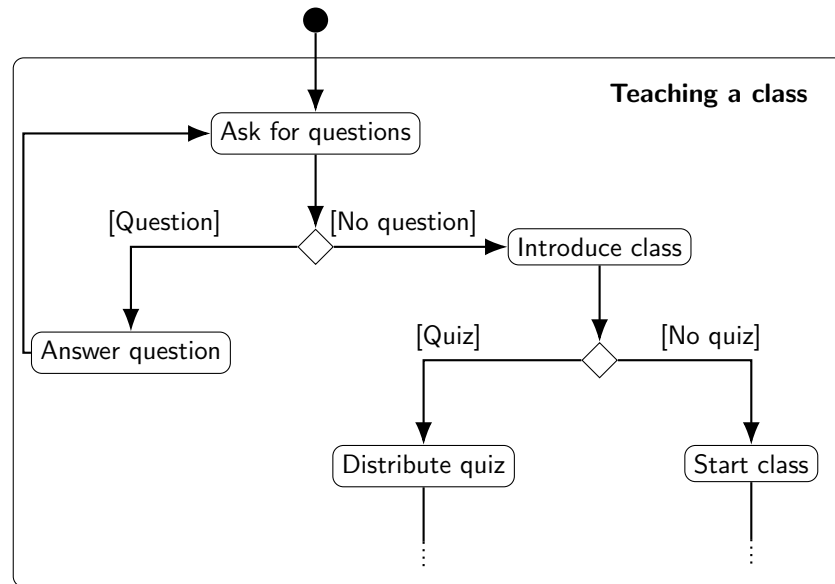 Teaching a class
Ask for questions
[Question]
[No question]
Introduce class
Answer question
[Quiz]
[No quiz]
Distribute quiz
Start class